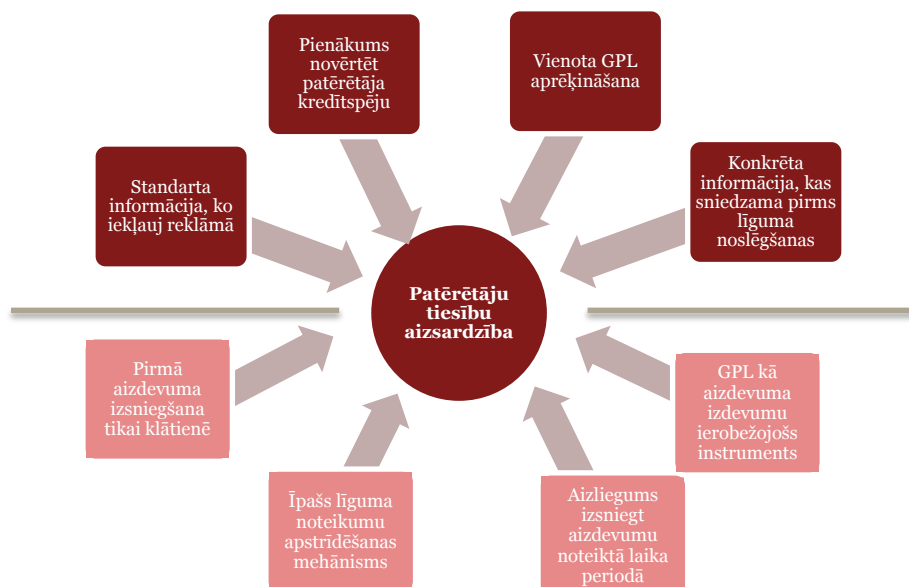 Pienākums
novērtēt
patērētāja
kredītspēju
Vienota GPL
aprēķināšana
Standarta
informācija, ko
iekļauj reklāmā
Konkrēta
informācija, kas
sniedzama pirms
līguma
noslēgšanas
Patērētāju
tiesību
aizsardzība
Pirmā
aizdevuma
izsniegšana
tikai klātienē
GPL kā
aizdevuma
izdevumu
ierobežojošs
instruments
Īpašs līguma
noteikumu
apstrīdēšanas
mehānisms
Aizliegums
izsniegt
aizdevumu
noteiktā laika
periodā